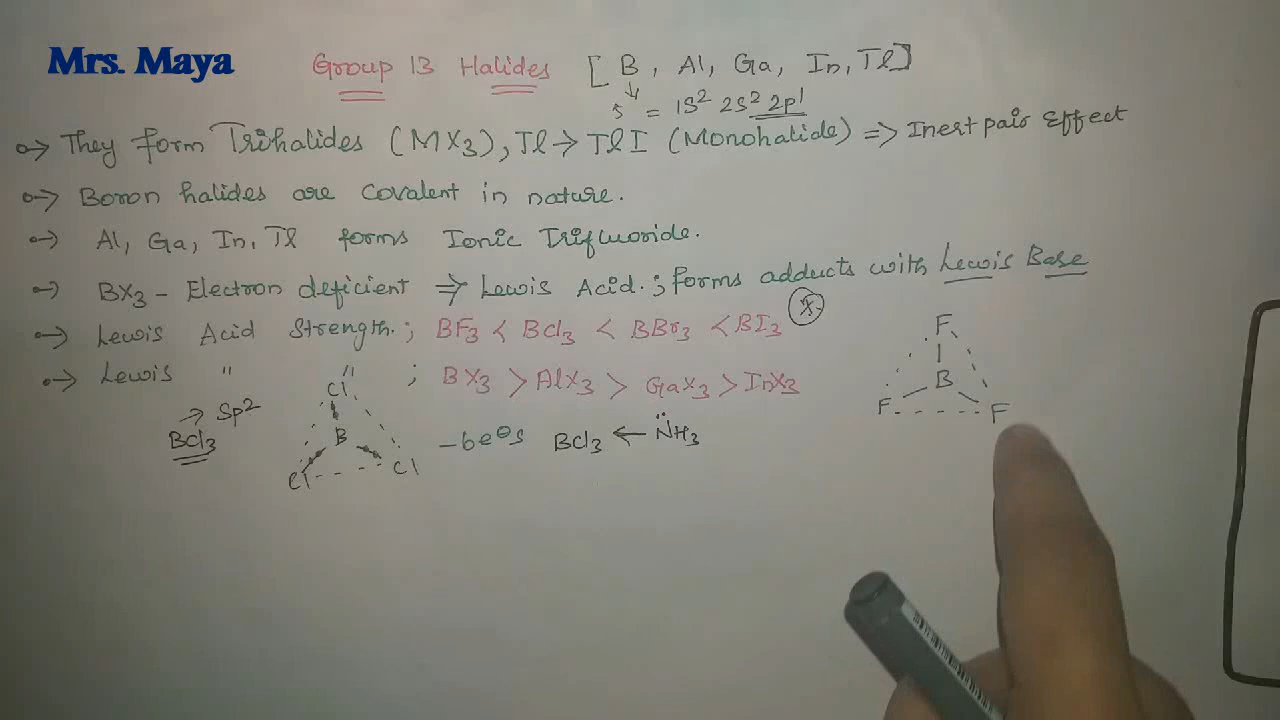 Mrs. Maya
Group 13 Halides [ B, Al, Ga, In, Tl ]
5 = 1S² 2S² 2p¹
They form Trihalides (MX₃), Tl → TlI (Monohalide) ⇒ Inert pair Effect
Boron halides are covalent in nature.
Al, Ga, In, Tl forms Ionic Trifluoride.
BX₃ - Electron deficient ⇒ Lewis Acid. ; forms adducts with Lewis Base
Lewis Acid Strength. ; BF₃ < BCl₃ < BBr₃ < BI₃
Lewis " " ; BX₃ > AlX₃ > GaX₃ > InX₃
BCl₃ → Sp²
Cl
B
Cl Cl
- 6e⊖s BCl₃ ← N̈H₃
F
B
F F